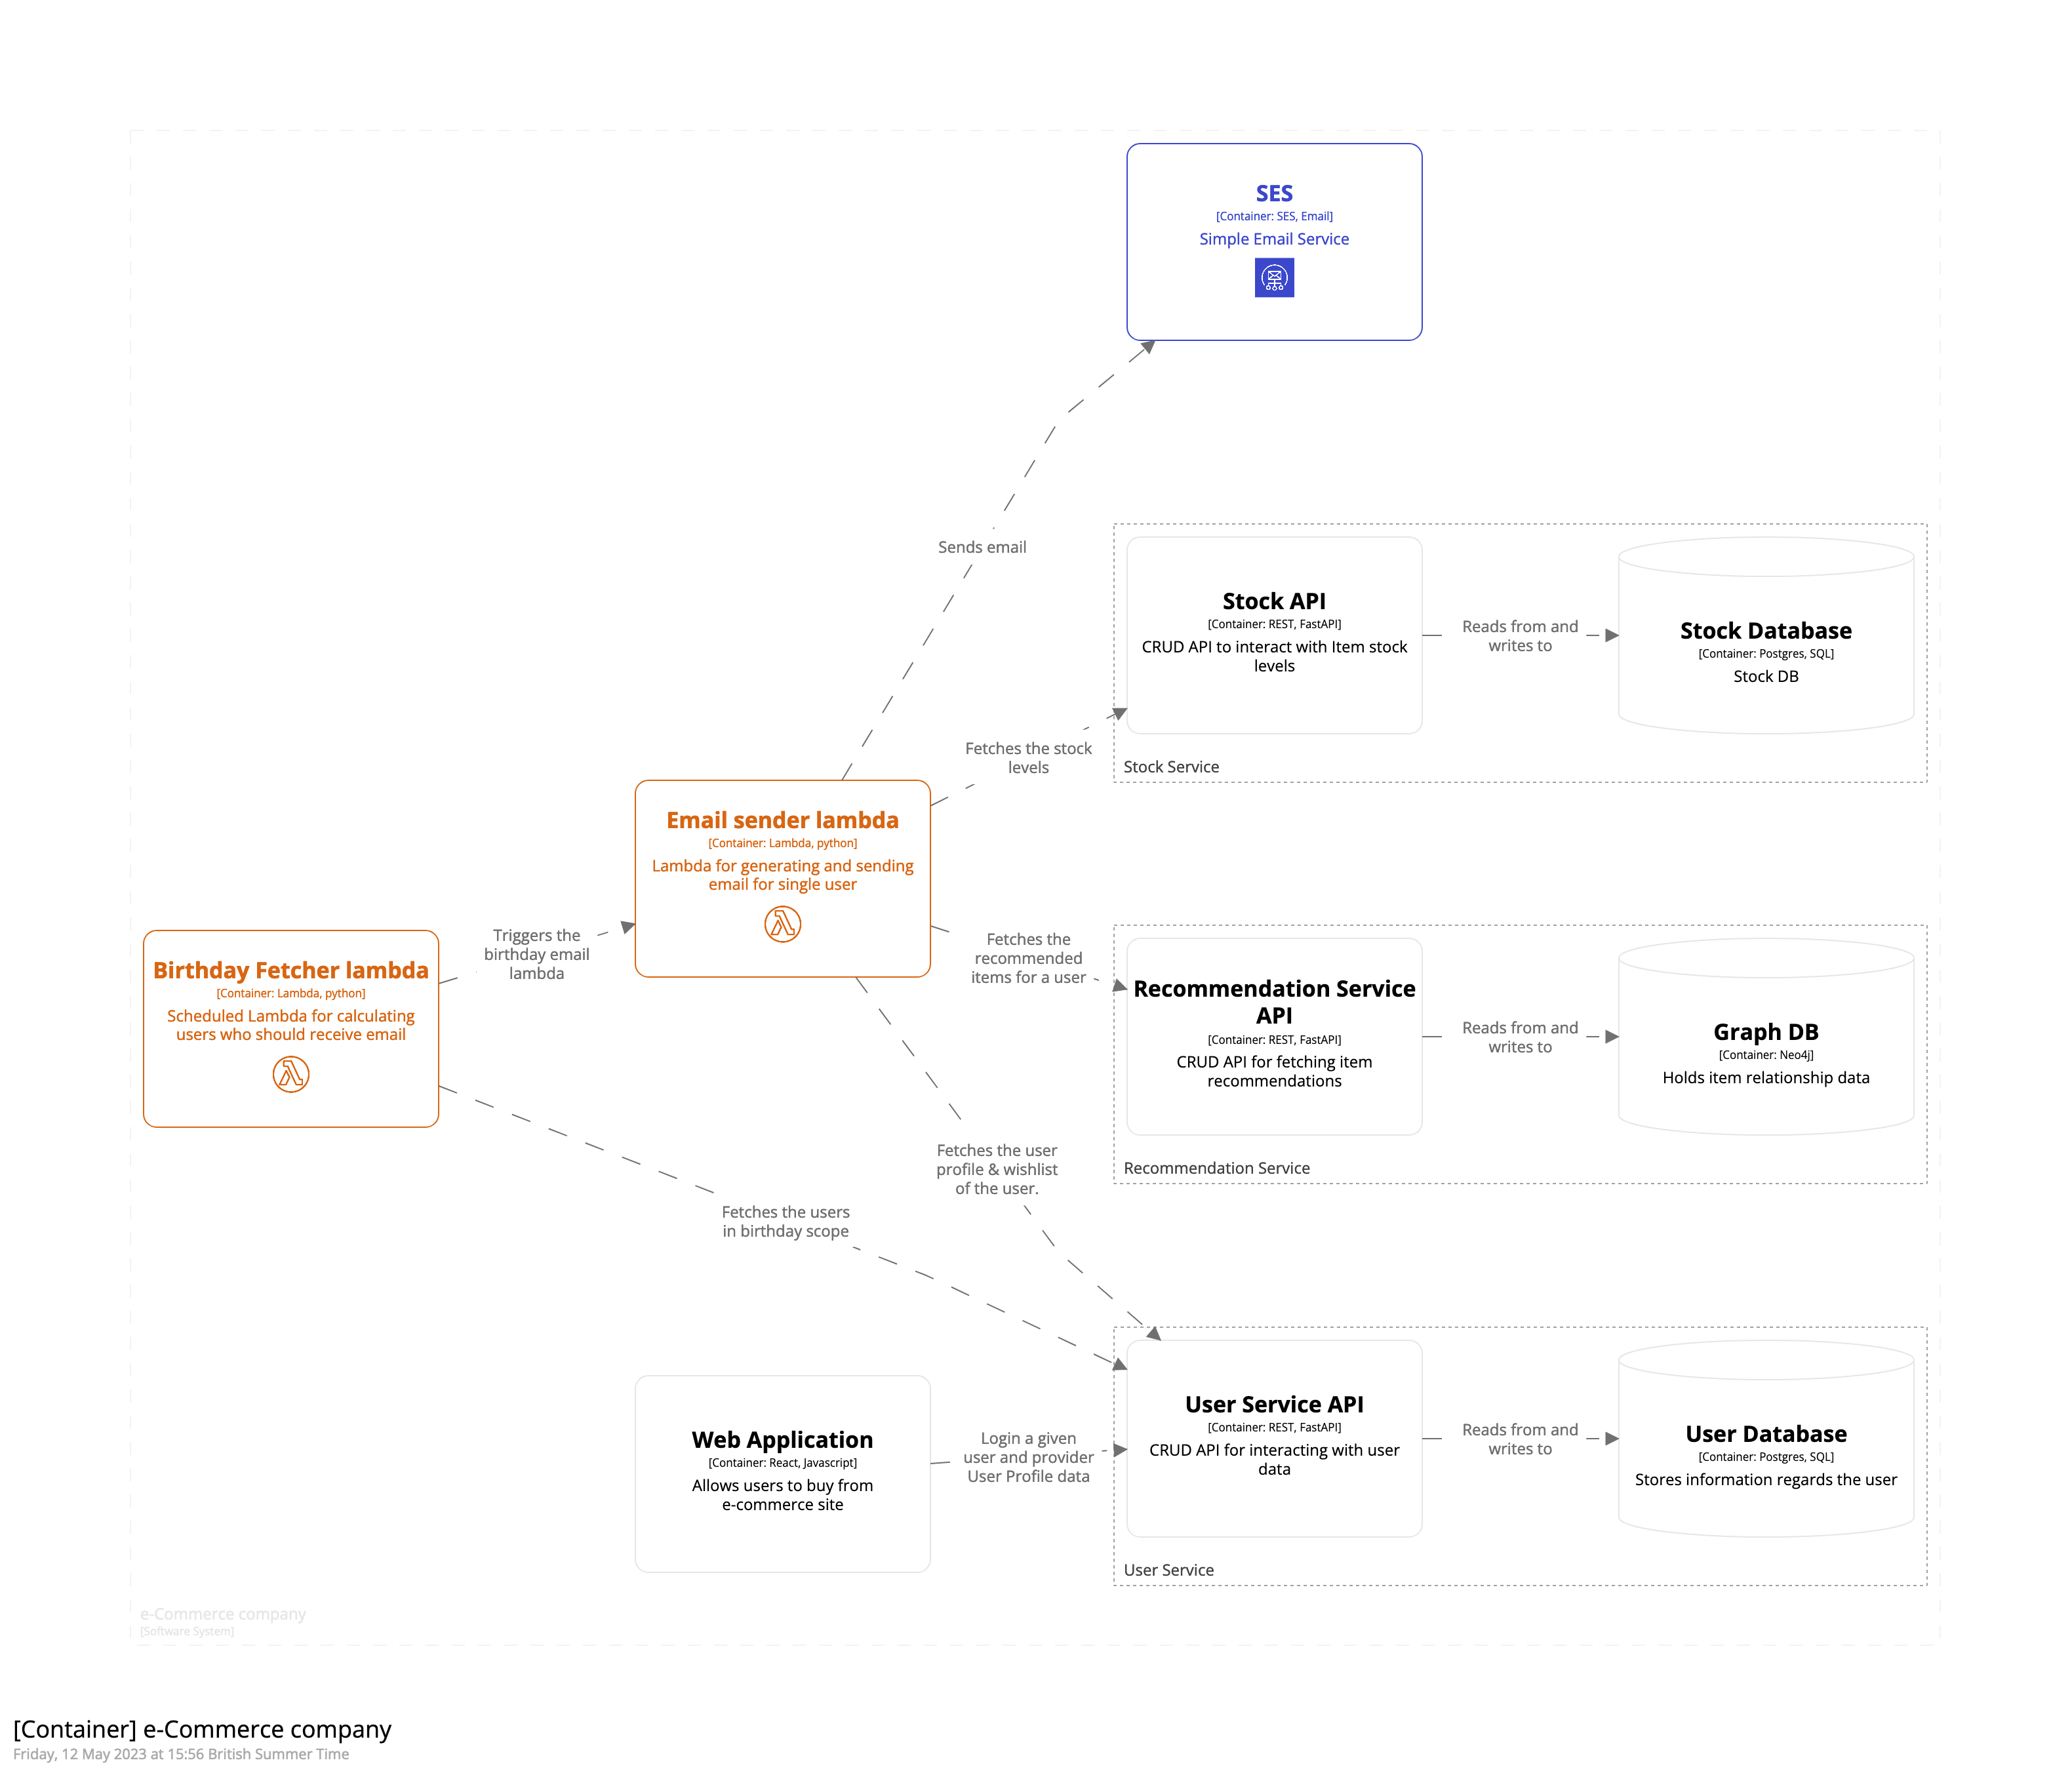 SES
[Container: SES, Email]
Simple Email Service
Sends email
Stock API
[Container: REST, FastAPI]
CRUD API to interact with Item stock
levels
Reads from and
writes to
Stock Database
[Container: Postgres, SQL]
Stock DB
Stock Service
Fetches the stock
levels
Email sender lambda
[Container: Lambda, python]
Lambda for generating and sending
email for single user
Triggers the
birthday email
lambda
Birthday Fetcher lambda
[Container: Lambda, python]
Scheduled Lambda for calculating
users who should receive email
Fetches the
recommended
items for a user
Recommendation Service
API
[Container: REST, FastAPI]
CRUD API for fetching item
recommendations
Reads from and
writes to
Graph DB
[Container: Neo4j]
Holds item relationship data
Recommendation Service
Fetches the user
profile & wishlist
of the user.
Fetches the users
in birthday scope
Web Application
[Container: React, Javascript]
Allows users to buy from
e-commerce site
Login a given
user and provider
User Profile data
User Service API
[Container: REST, FastAPI]
CRUD API for interacting with user
data
Reads from and
writes to
User Database
[Container: Postgres, SQL]
Stores information regards the user
User Service
e-Commerce company
[Software System]
[Container] e-Commerce company
Friday, 12 May 2023 at 15:56 British Summer Time